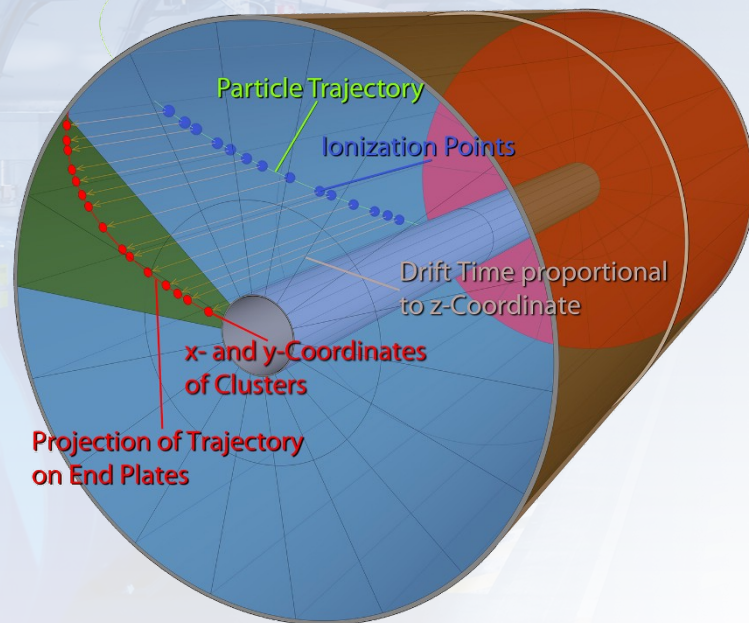 Particle Trajectory
Ionization Points
Drift Time proportional
to z-Coordinate
x- and y-Coordinates
of Clusters
Projection of Trajectory
on End Plates